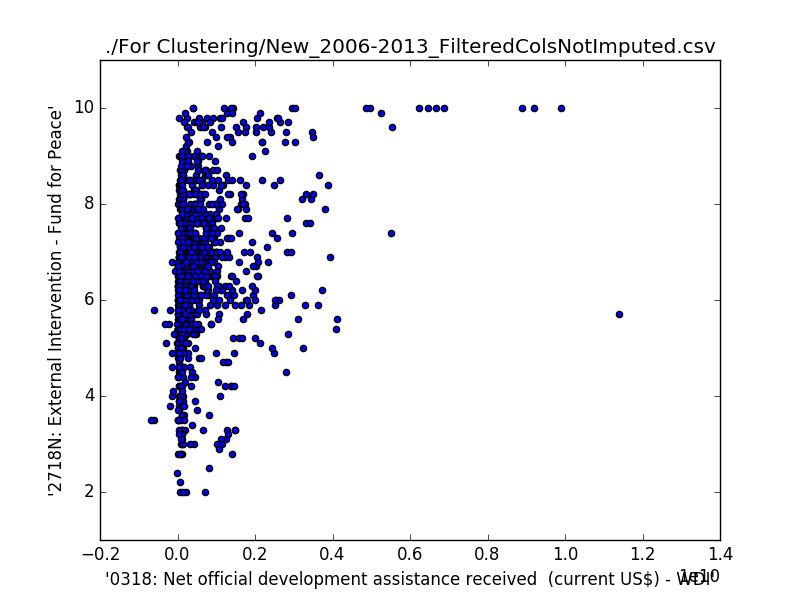 ./For Clustering/New_2006-2013_FilteredColsNotImputed.csv
'2718N: External Intervention - Fund for Peace'
10
8
6
4
2
−0.2 0.0 0.2 0.4 0.6 0.8 1.0 1.2 1.4
1e10
'0318: Net official development assistance received (current US$) - WDI'